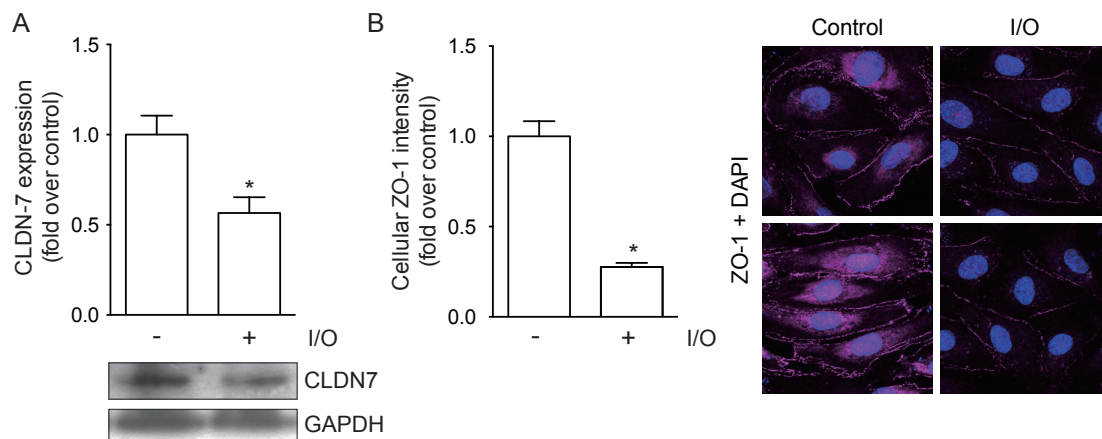 A
CLDN-7 expression
(fold over control)
1.5
1.0
0.5
0.0
*
- + I/O
CLDN7
GAPDH
B
Cellular ZO-1 intensity
(fold over control)
1.5
1.0
0.5
0.0
*
- + I/O
Control I/O
ZO-1 + DAPI